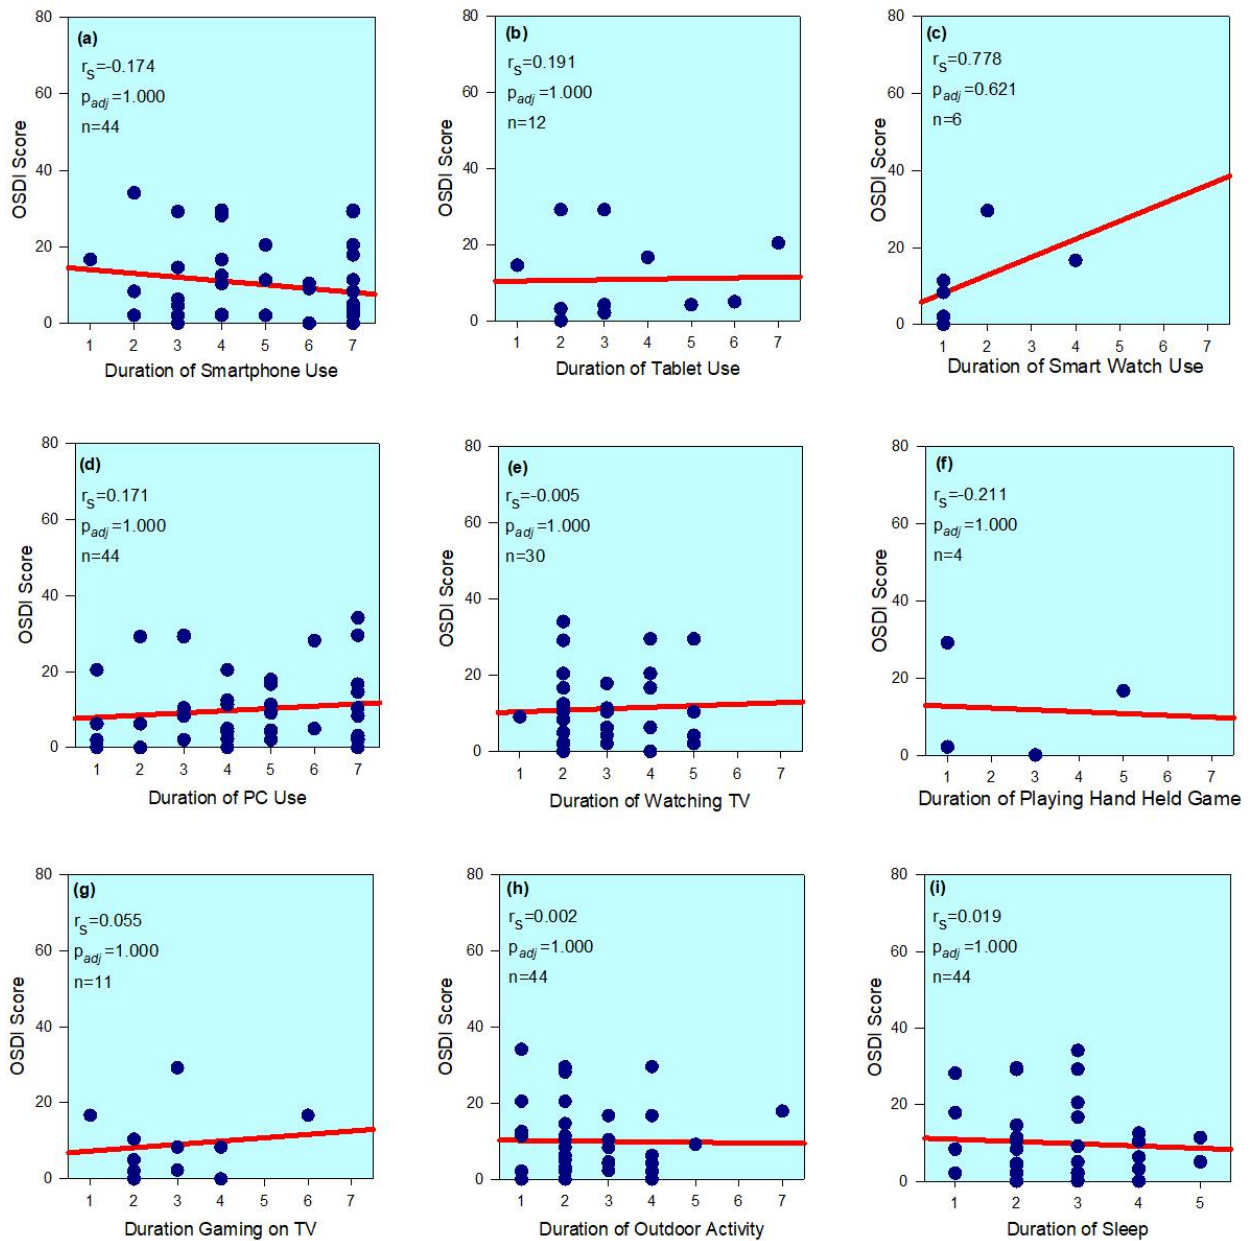 (a)
rS=-0.174
padj=1.000
n=44
80
60
40
20
0
OSDI Score
1 2 3 4 5 6 7
Duration of Smartphone Use
(b)
rS=0.191
padj=1.000
n=12
80
60
40
20
0
OSDI Score
1 2 3 4 5 6 7
Duration of Tablet Use
(c)
rS=0.778
padj=0.621
n=6
80
60
40
20
0
OSDI Score
1 2 3 4 5 6 7
Duration of Smart Watch Use
(d)
rS=0.171
padj=1.000
n=44
80
60
40
20
0
OSDI Score
1 2 3 4 5 6 7
Duration of PC Use
(e)
rS=-0.005
padj=1.000
n=30
80
60
40
20
0
OSDI Score
1 2 3 4 5 6 7
Duration of Watching TV
(f)
rS=-0.211
padj=1.000
n=4
80
60
40
20
0
OSDI Score
1 2 3 4 5 6 7
Duration of Playing Hand Held Game
(g)
rS=0.055
padj=1.000
n=11
80
60
40
20
0
OSDI Score
1 2 3 4 5 6 7
Duration Gaming on TV
(h)
rS=0.002
padj=1.000
n=44
80
60
40
20
0
OSDI Score
1 2 3 4 5 6 7
Duration of Outdoor Activity
(i)
rS=0.019
padj=1.000
n=44
80
60
40
20
0
OSDI Score
1 2 3 4 5
Duration of Sleep